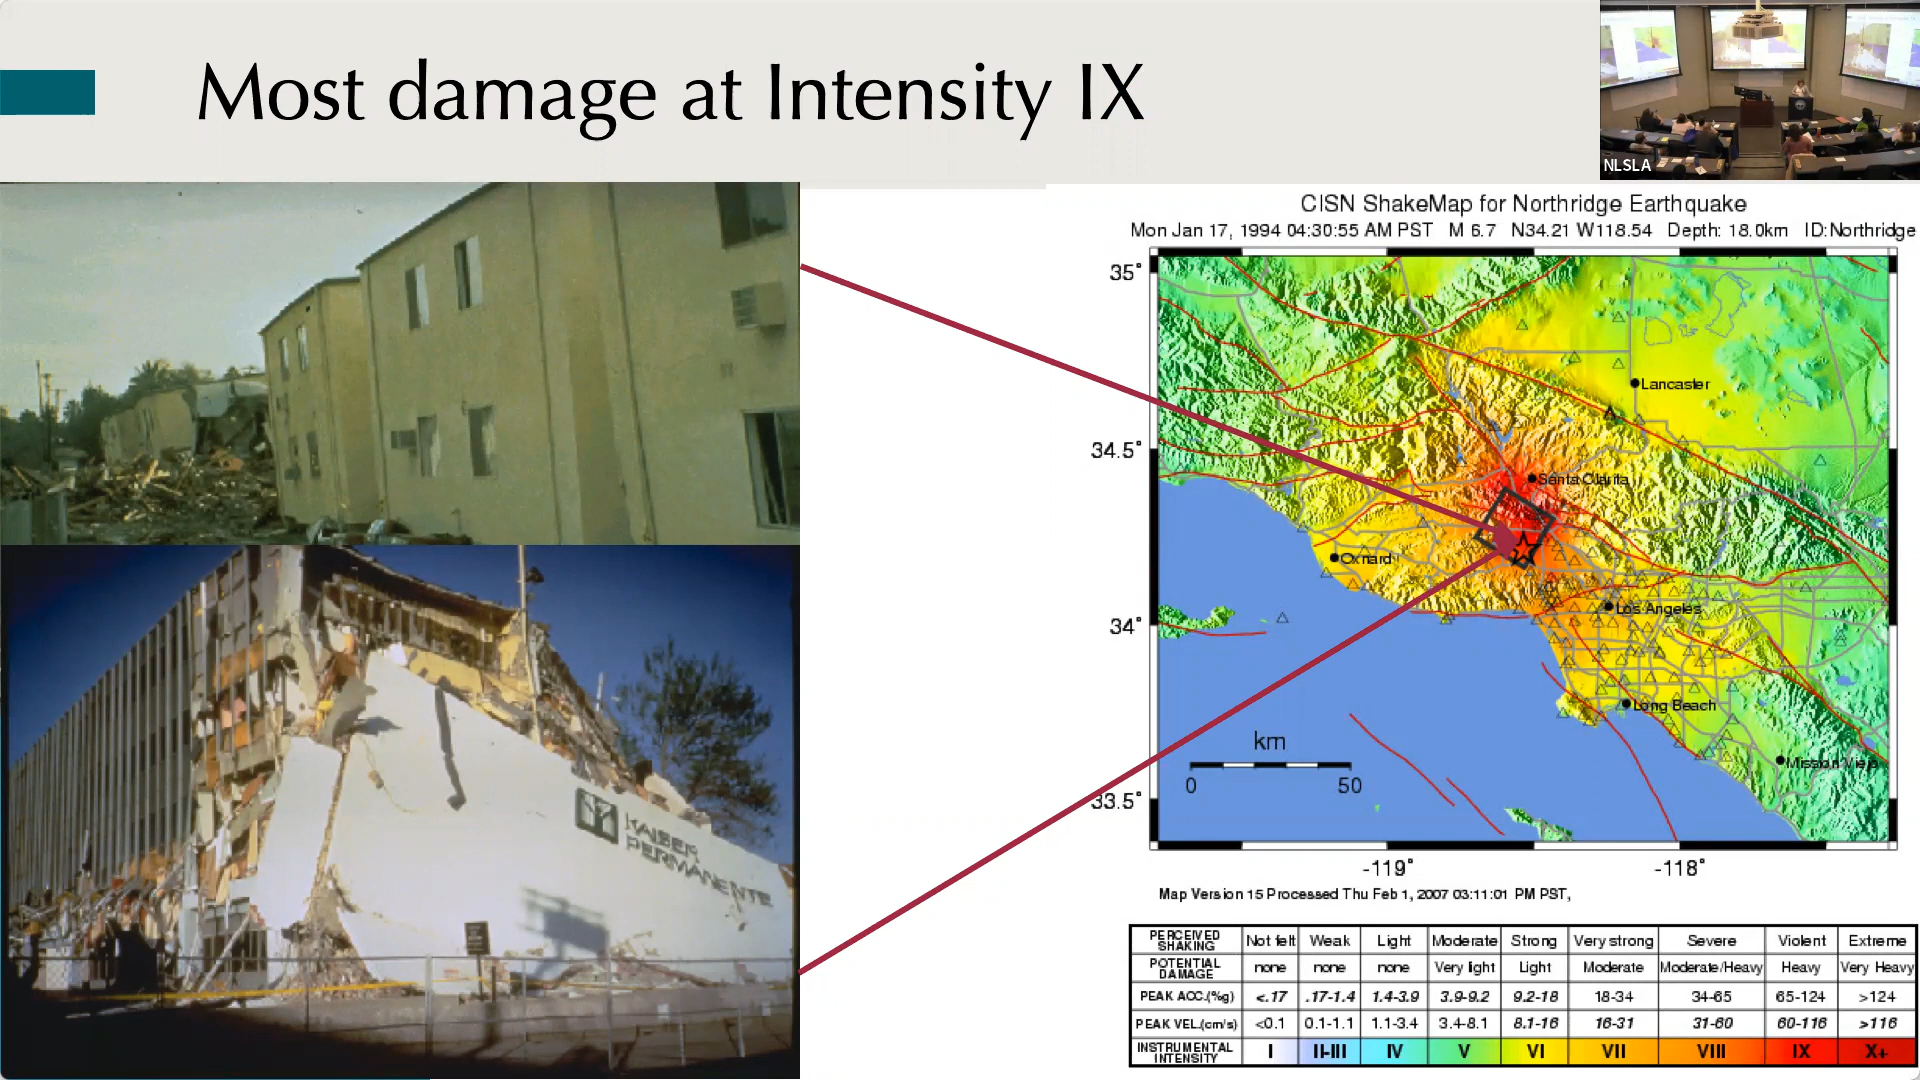 Most damage at Intensity IX
NLSLA
CISN ShakeMap for Northridge Earthquake
Mon Jan 17, 1994 04:30:55 AM PST M 6.7 N34.21 W118.54 Depth: 18.0km ID:Northridge
35°
34.5°
34°
33.5°
-119°
-118°
Lancaster
Santa Clarita
Oxnard
Los Angeles
Long Beach
Mission Viejo
km
0 50
KAISER
PERMANENTE
Map Version 15 Processed Thu Feb 1, 2007 03:11:01 PM PST,
PERCEIVED SHAKING Not felt Weak Light Moderate Strong Very strong Severe Violent Extreme
POTENTIAL DAMAGE none none none Very light Light Moderate Moderate/Heavy Heavy Very Heavy
PEAK ACC.(%g) <.17 .17-1.4 1.4-3.9 3.9-9.2 9.2-18 18-34 34-65 65-124 >124
PEAK VEL.(cm/s) <0.1 0.1-1.1 1.1-3.4 3.4-8.1 8.1-16 16-31 31-60 60-116 >116
INSTRUMENTAL INTENSITY I II-III IV V VI VII VIII IX X+